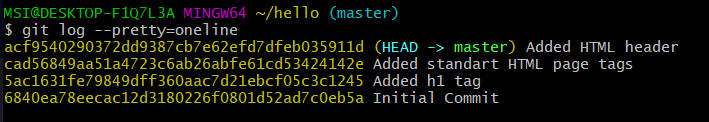 MSI@DESKTOP-F1Q7L3A MINGW64 ~/hello (master)
$ git log --pretty=oneline
acf9540290372dd9387cb7e62efd7dfeb035911d (HEAD -> master) Added HTML header
cad56849aa51a4723c6ab26abfe61cd53424142e Added standart HTML page tags
5ac1631fe79849dff360aac7d21ebcf05c3c1245 Added h1 tag
6840ea78eecac12d3180226f0801d52ad7c0eb5a Initial Commit